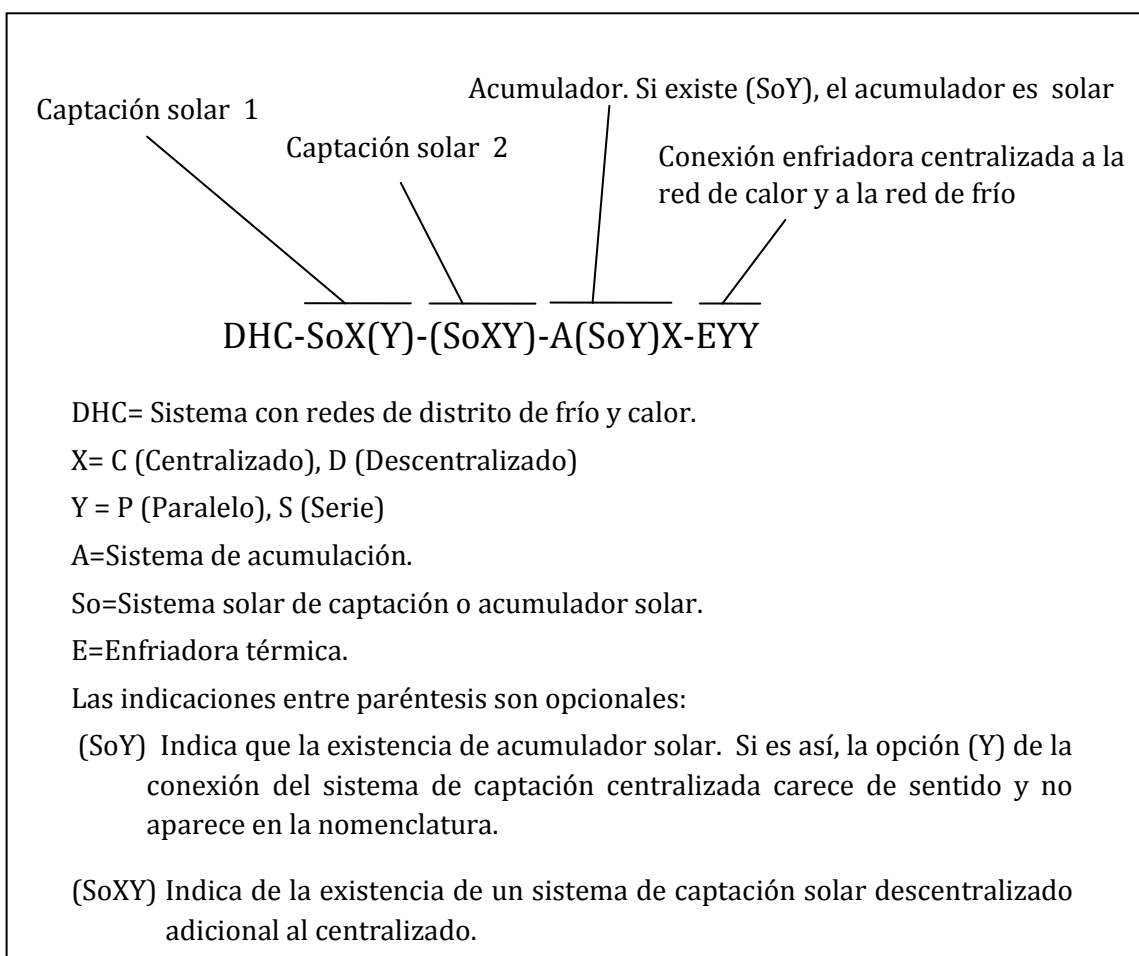 Captación solar 1
Acumulador. Si existe (SoY), el acumulador es solar
Captación solar 2
Conexión enfriadora centralizada a la
red de calor y a la red de frío
DHC-SoX(Y)-(SoXY)-A(SoY)X-EYY
DHC= Sistema con redes de distrito de frío y calor.
X= C (Centralizado), D (Descentralizado)
Y = P (Paralelo), S (Serie)
A=Sistema de acumulación.
So=Sistema solar de captación o acumulador solar.
E=Enfriadora térmica.
Las indicaciones entre paréntesis son opcionales:
(SoY) Indica que la existencia de acumulador solar. Si es así, la opción (Y) de la
conexión del sistema de captación centralizada carece de sentido y no
aparece en la nomenclatura.
(SoXY) Indica de la existencia de un sistema de captación solar descentralizado
adicional al centralizado.